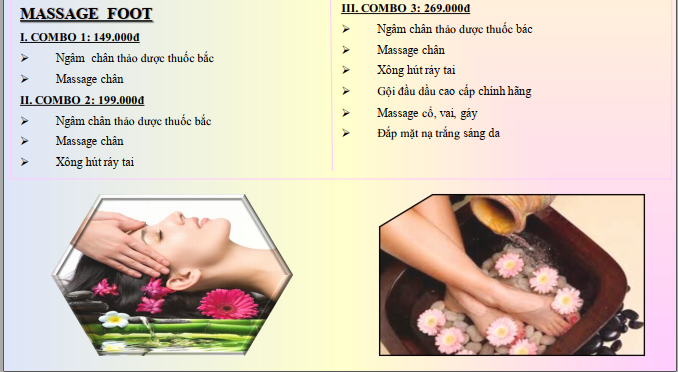 MASSAGE FOOT
I. COMBO 1: 149.000đ
➢ Ngâm chân thảo dược thuốc bắc
➢ Massage chân
II. COMBO 2: 199.000đ
➢ Ngâm chân thảo dược thuốc bắc
➢ Massage chân
➢ Xông hút ráy tai
III. COMBO 3: 269.000đ
➢ Ngâm chân thảo dược thuốc bác
➢ Massage chân
➢ Xông hút ráy tai
➢ Gội đầu dầu cao cấp chính hãng
➢ Massage cổ, vai, gáy
➢ Đắp mặt nạ trắng sáng da